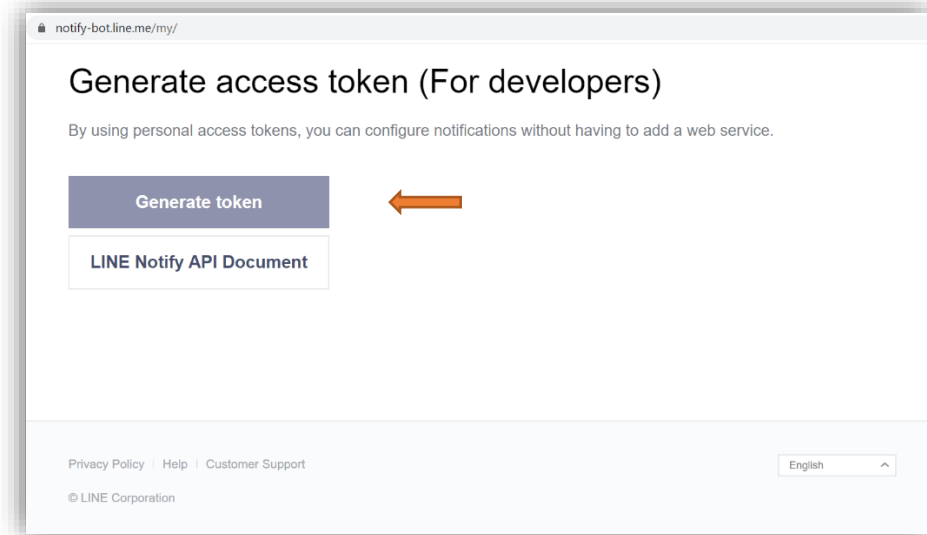 notify-bot.line.me/my/
Generate access token (For developers)
By using personal access tokens, you can configure notifications without having to add a web service.
Generate token
LINE Notify API Document
Privacy Policy | Help | Customer Support
English
© LINE Corporation